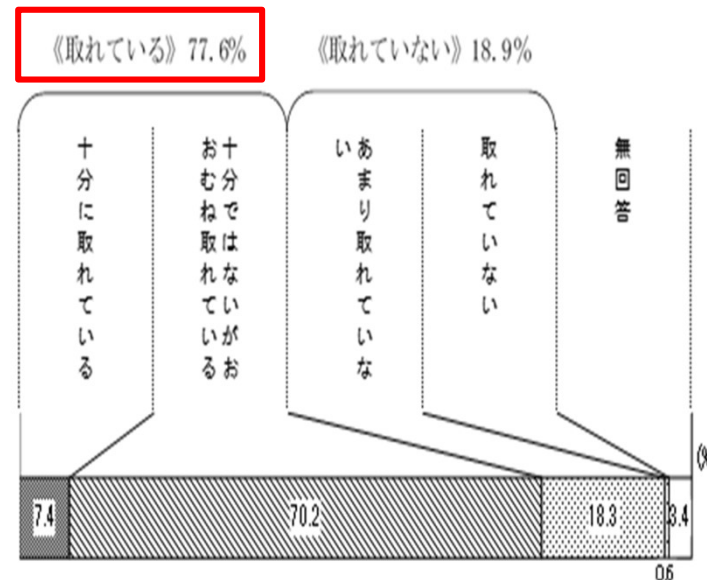 《取れている》77.6%
《取れていない》18.9%
十分に取れている
十分ではないがお
おむね取れている
あまり取れていな
い
取れていない
無回答
(%
7.4
70.2
18.3
3.4
0.6